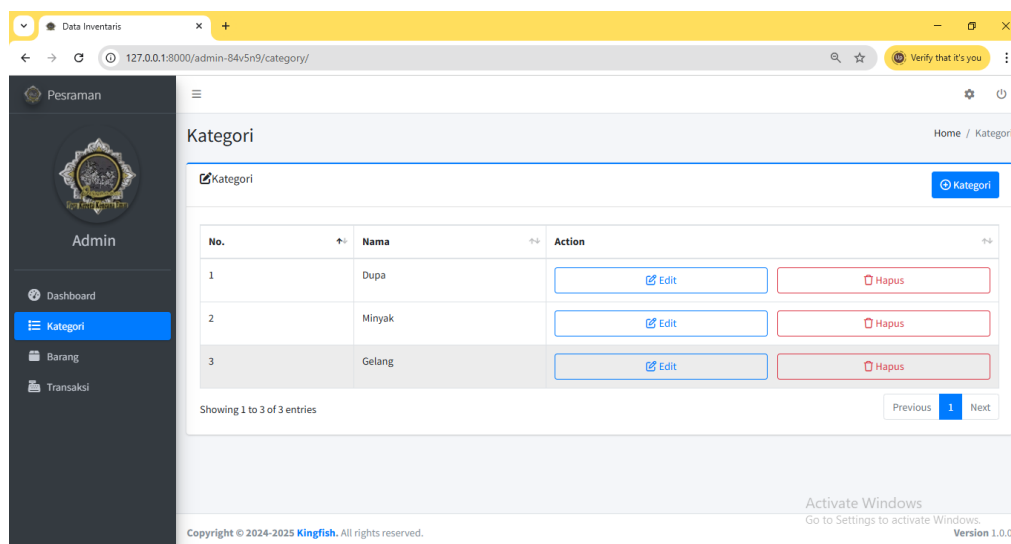 Data Inventaris
127.0.0.1:8000/admin-84v5n9/category/
Verify that it's you
Pesraman
Kategori
Home / Kategori
Admin
Kategori
Kategori
No. Nama Action
1 Dupa Edit Hapus
2 Minyak Edit Hapus
3 Gelang Edit Hapus
Dashboard
Kategori
Barang
Transaksi
Showing 1 to 3 of 3 entries
Previous 1 Next
Activate Windows
Go to Settings to activate Windows.
Copyright © 2024-2025 Kingfish. All rights reserved.
Version 1.0.0